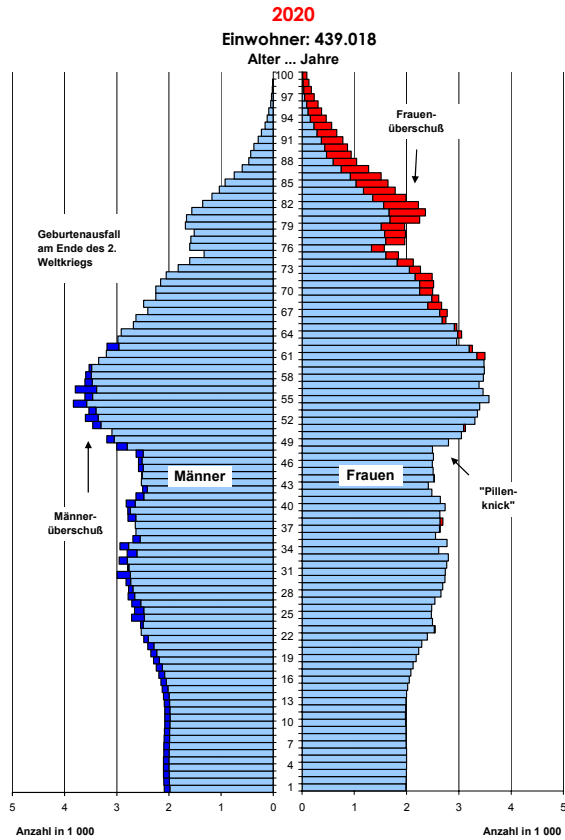 2020
Einwohner: 439.018
Alter ... Jahre
100
97
94
91
88
85
82
79
76
73
70
67
64
61
58
55
52
49
46
43
40
37
34
31
28
25
22
19
16
13
10
7
4
1
Frauen-
überschuß
Geburtenausfall
am Ende des 2.
Weltkriegs
Männer
Frauen
"Pillen-
knick"
Männer-
überschuß
5 4 3 2 1 0 0 1 2 3 4 5
Anzahl in 1 000 Anzahl in 1 000